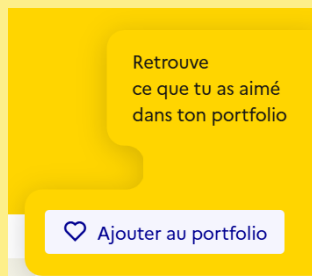 Retrouve
ce que tu as aimé
dans ton portfolio
Ajouter au portfolio